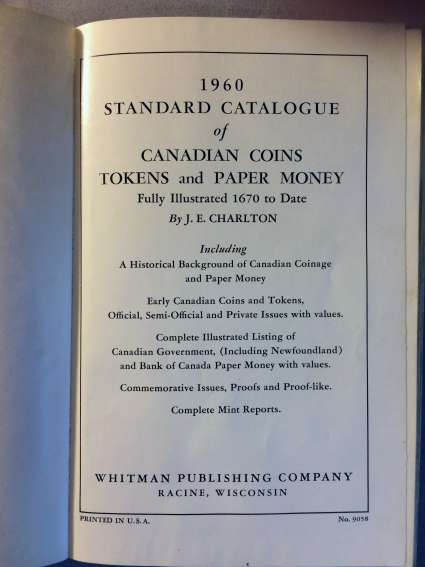 1960
STANDARD CATALOGUE
of
CANADIAN COINS
TOKENS and PAPER MONEY
Fully Illustrated 1670 to Date
By J. E. CHARLTON
Including
A Historical Background of Canadian Coinage
and Paper Money
Early Canadian Coins and Tokens,
Official, Semi-Official and Private Issues with values.
Complete Illustrated Listing of
Canadian Government, (Including Newfoundland)
and Bank of Canada Paper Money with values.
Commemorative Issues, Proofs and Proof-like.
Complete Mint Reports.
WHITMAN PUBLISHING COMPANY
RACINE, WISCONSIN
PRINTED IN U.S.A. No. 9058